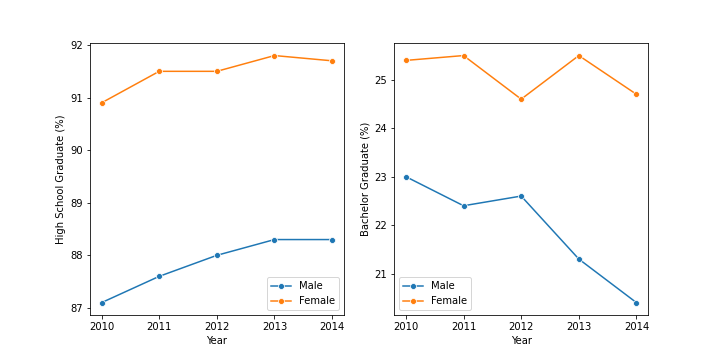 High School Graduate (%)
92
91
90
89
88
87
2010 2011 2012 2013 2014
Year
Male
Female
Bachelor Graduate (%)
25
24
23
22
21
2010 2011 2012 2013 2014
Year
Male
Female